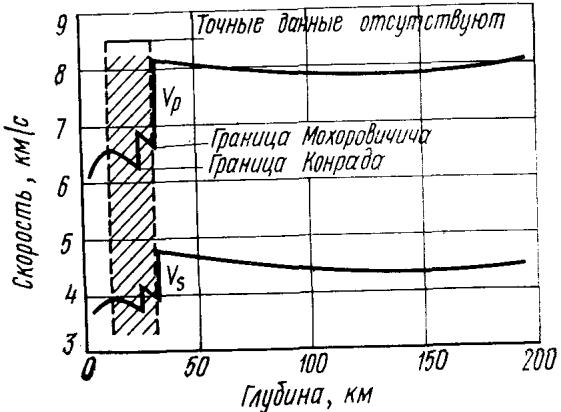 9
Точные данные отсутствуют
8
Vp
7
Граница Мохоровичича
Граница Конрада
6
Скорость, км/с
5
Vs
4
3
0 50 100 150 200
Глубина, км